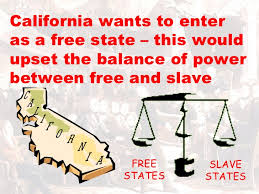 California wants to enter
as a free state – this would
upset the balance of power
between free and slave
CALIFORNIA
FREE
STATES
SLAVE
STATES